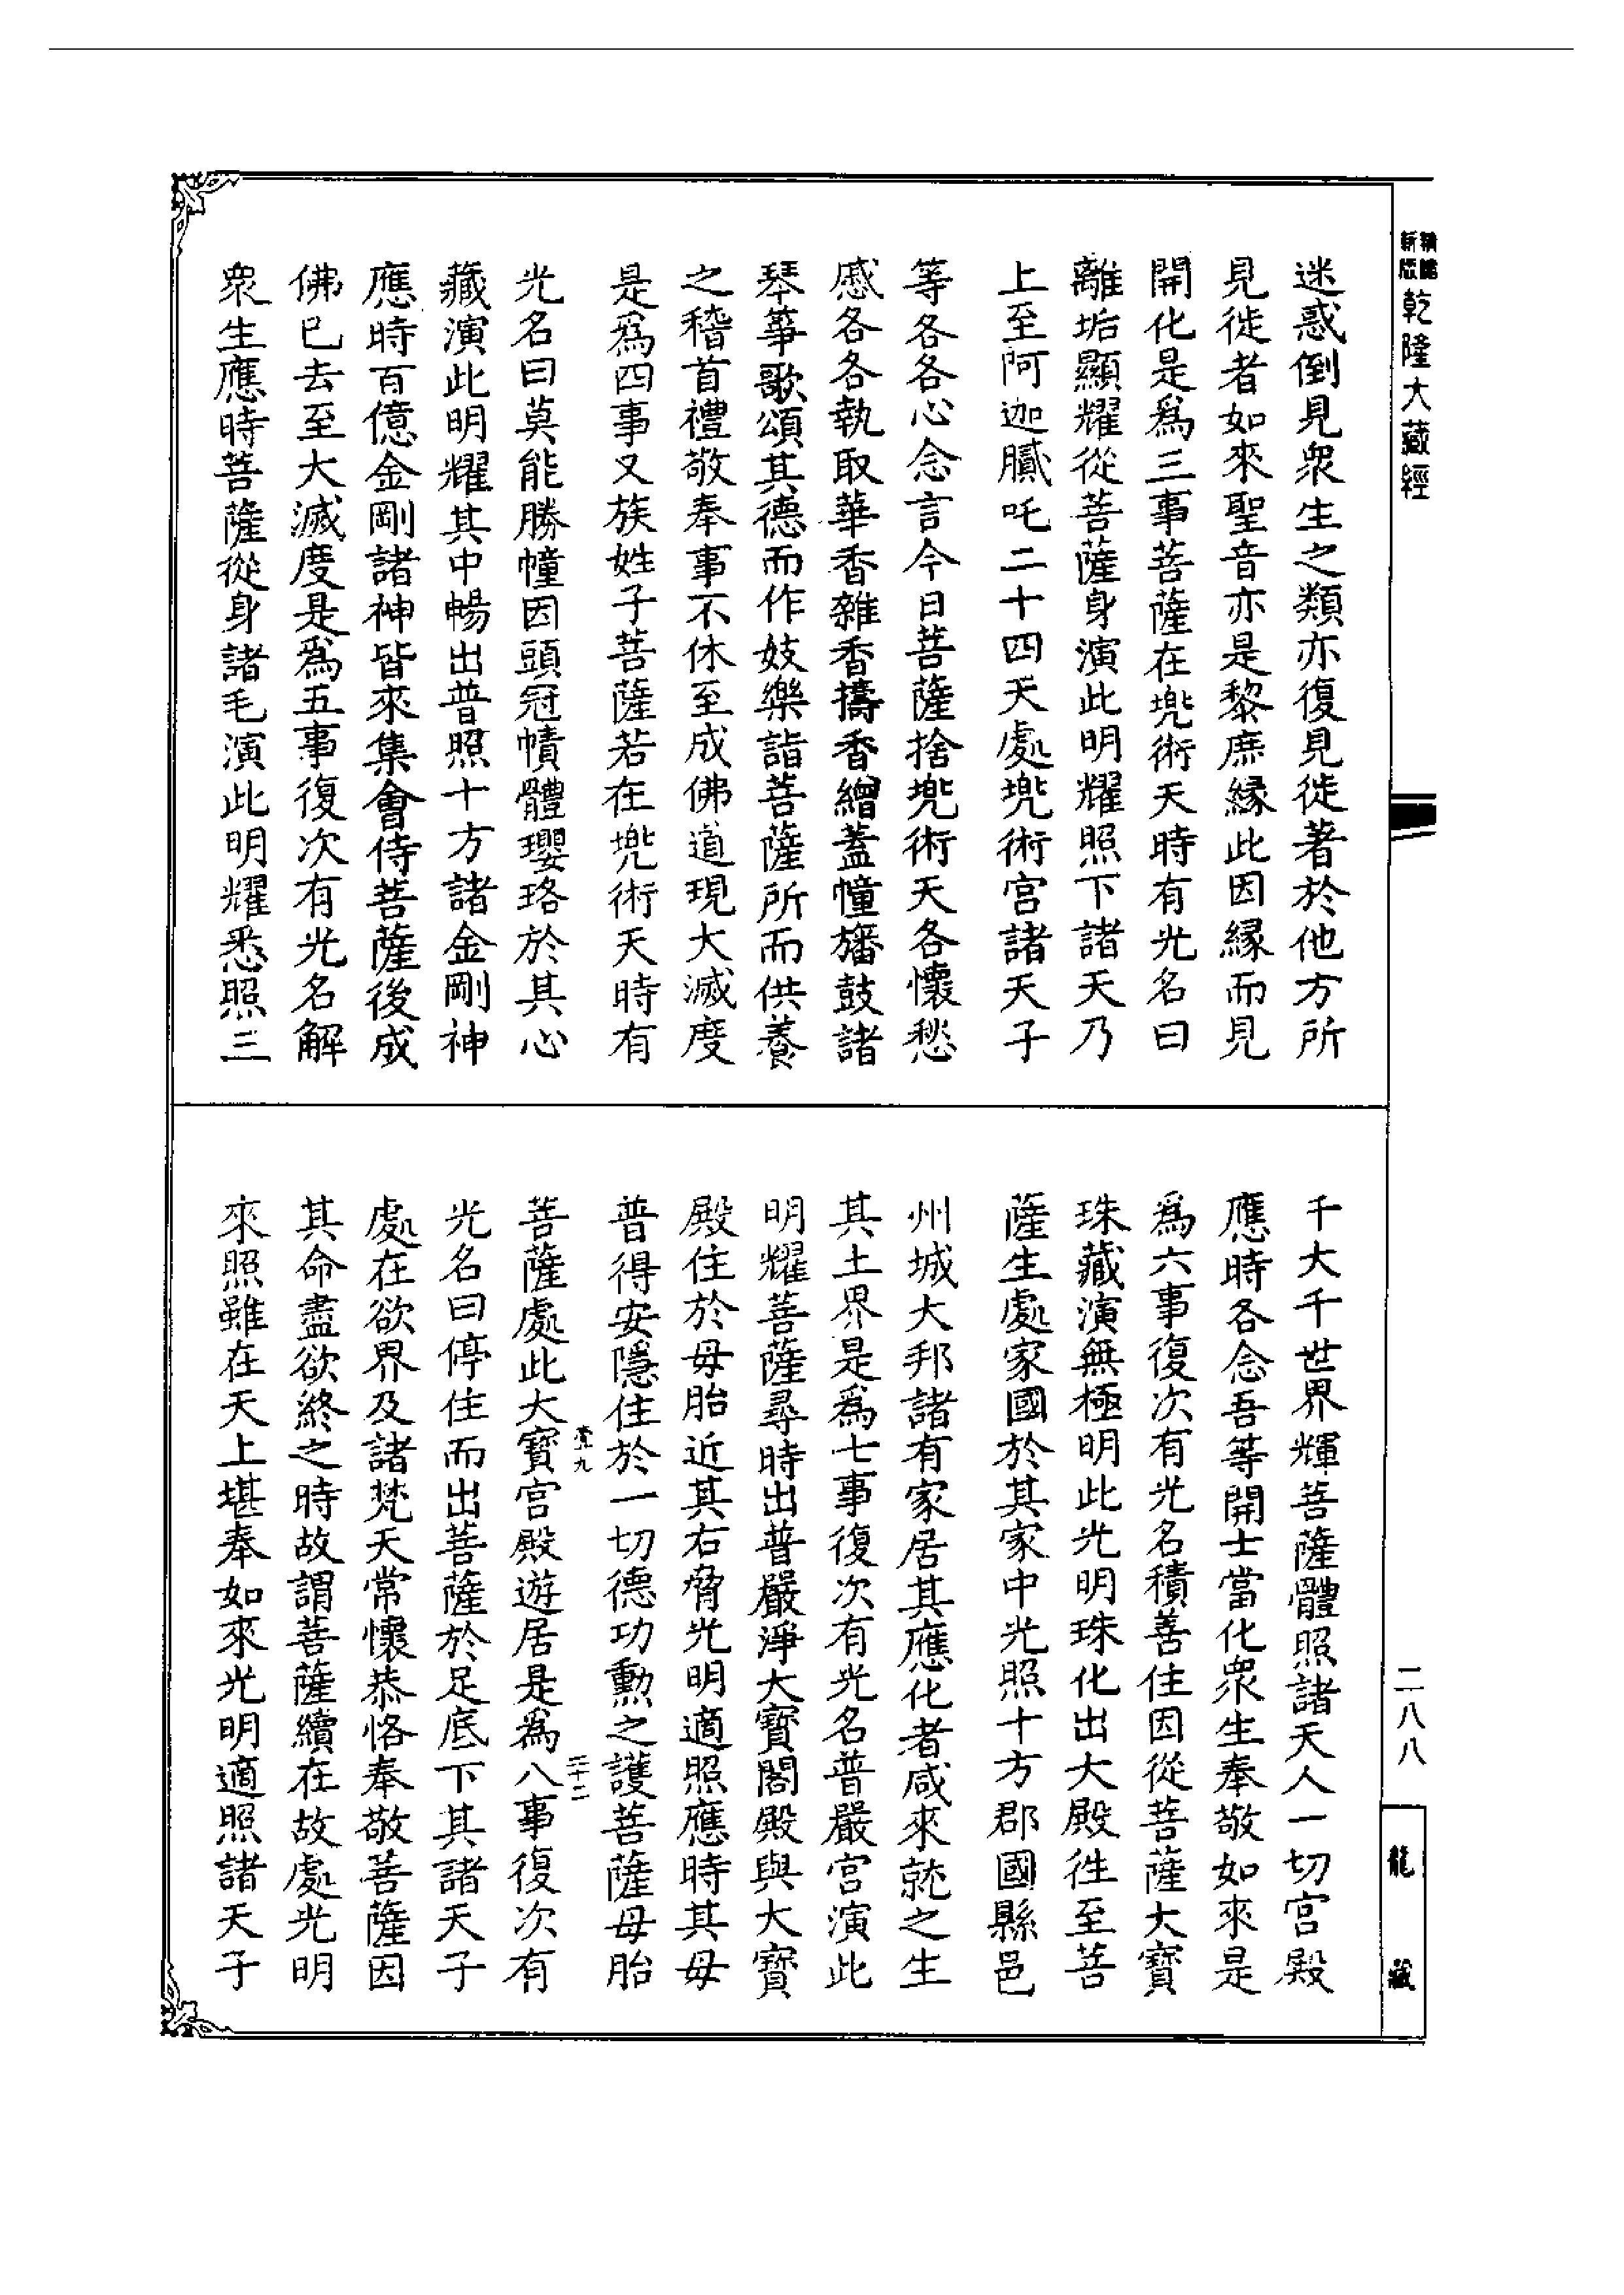 精縮新版乾隆大藏經
迷惑倒見衆生之類亦復見徙著於他方所
見徙者如來聖音亦是黎庶縁此因縁而見
開化是爲三事菩薩在兠術天時有光名曰
離垢顯耀從菩薩身演此明耀照下諸天乃
上至阿迦膩吒二十四天處兠術宫諸天子
等各各心念言今日菩薩捨兠術天各懷愁
慼各各執取華香雜香擣香繒蓋幢旛鼓諸
琴筝歌頌其德而作妓樂詣菩薩所而供養
之稽首禮敬奉事不休至成佛道現大滅度
是爲四事又族姓子菩薩若在兠術天時有
光名曰莫能勝幢因頭冠幘體瓔珞於其心
藏演此明耀其中暢出普照十方諸金剛神
應時百億金剛諸神皆來集會侍菩薩後成
佛已去至大滅度是爲五事復次有光名解
衆生應時菩薩從身諸毛演此明耀悉照三
千大千世界輝菩薩體照諸天人一切宫殿
應時各念吾等開士當化衆生奉敬如來是
爲六事復次有光名積善住因從菩薩大寶
珠藏演無極明此光明珠化出大殿徃至菩
薩生處家國於其家中光照十方郡國縣邑
州城大邦諸有家居其應化者咸來就之生
其土界是爲七事復次有光名普嚴宫演此
明耀菩薩尋時出普嚴淨大寶閣殿與大寶
殿住於毋胎近其右脅光明適照應時其毋
普得安隱住於一切德功勲之護菩薩毋胎
菩薩處此大寶宫殿遊居是爲八事復次有
光名曰停住而出菩薩於足底下其諸天子
處在欲界及諸梵天常懷恭恪奉敬菩薩因
其命盡欲終之時故謂菩薩續在故處光明
來照雖在天上堪奉如來光明適照諸天子
二八八
龍藏